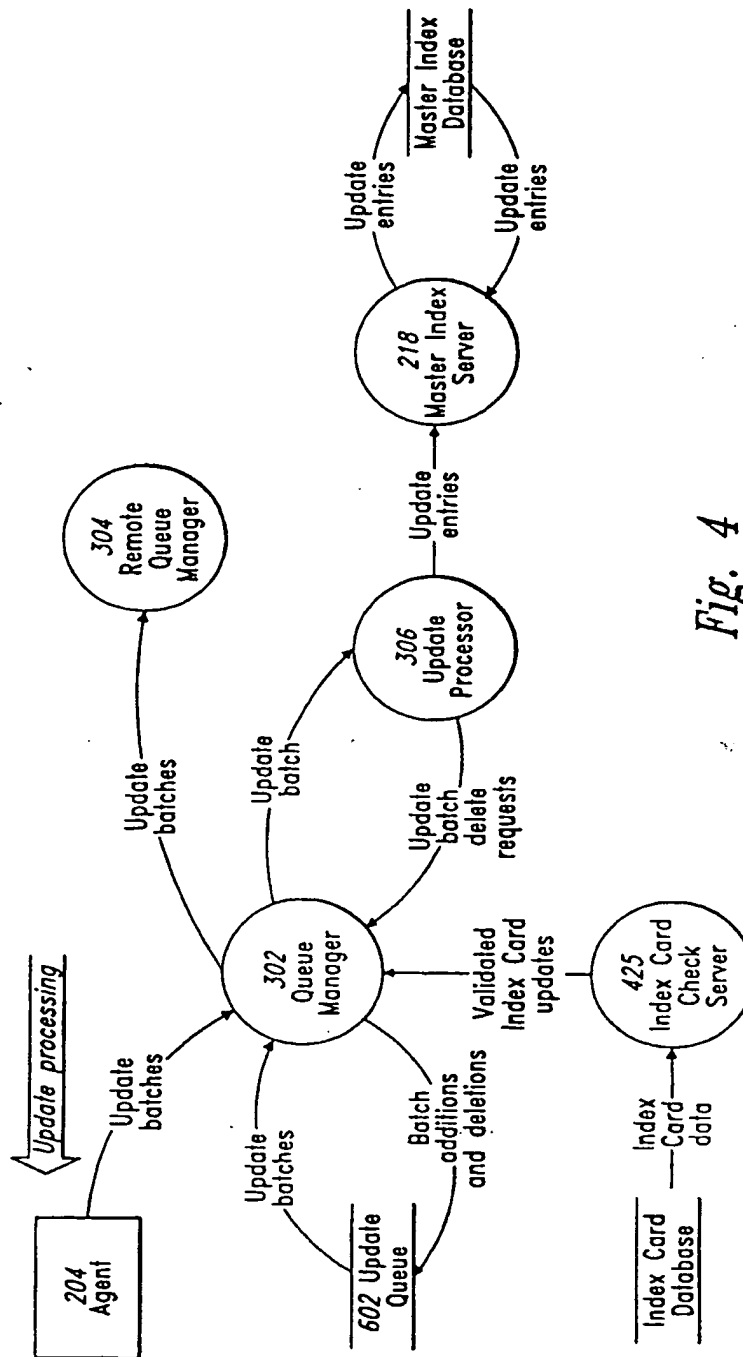 Update processing
204
Agent
Update
batches
Update
batches
304
Remote
Queue
Manager
302
Queue
Manager
Update
batches
Batch
additions
and deletions
602 Update
Queue
Update
batch
Update
batch
delete
requests
306
Update
Processor
Update
entries
218
Master Index
Server
Update
entries
Update
entries
Master Index
Database
Validated
Index Card
updates
425
Index Card
Check
Server
Index
Card
data
Index Card
Database
Fig. 4